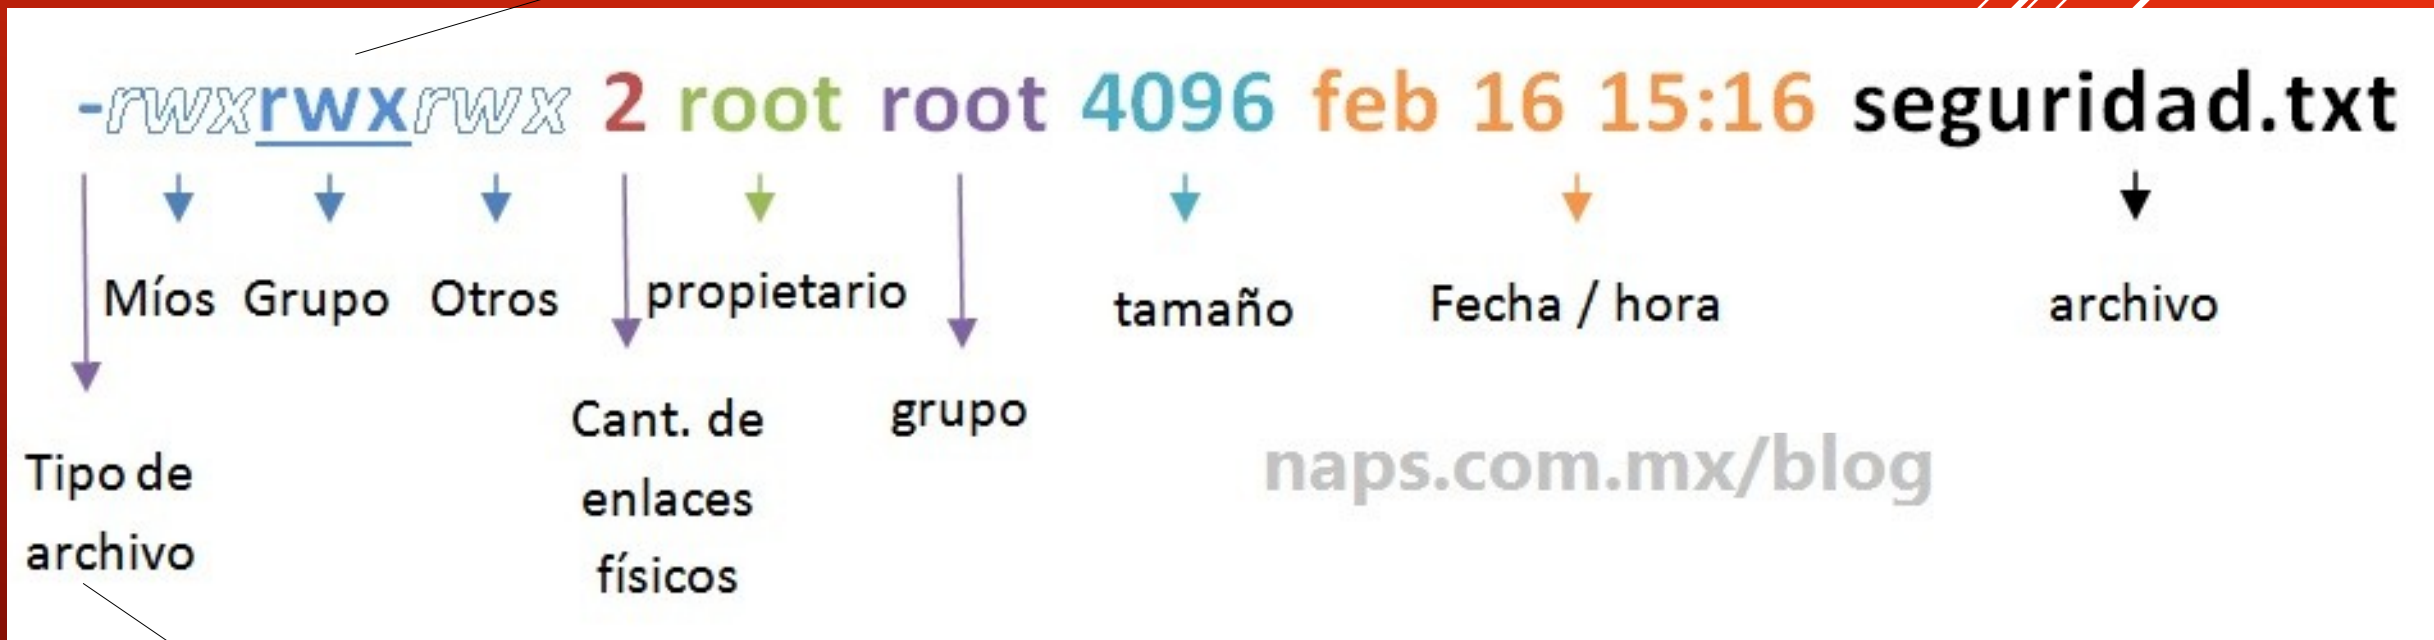 -rwxrwxrwx 2 root root 4096 feb 16 15:16 seguridad.txt
Míos Grupo Otros propietario tamaño Fecha / hora archivo
Tipo de
archivo
Cant. de
enlaces
físicos
grupo
naps.com.mx/blog